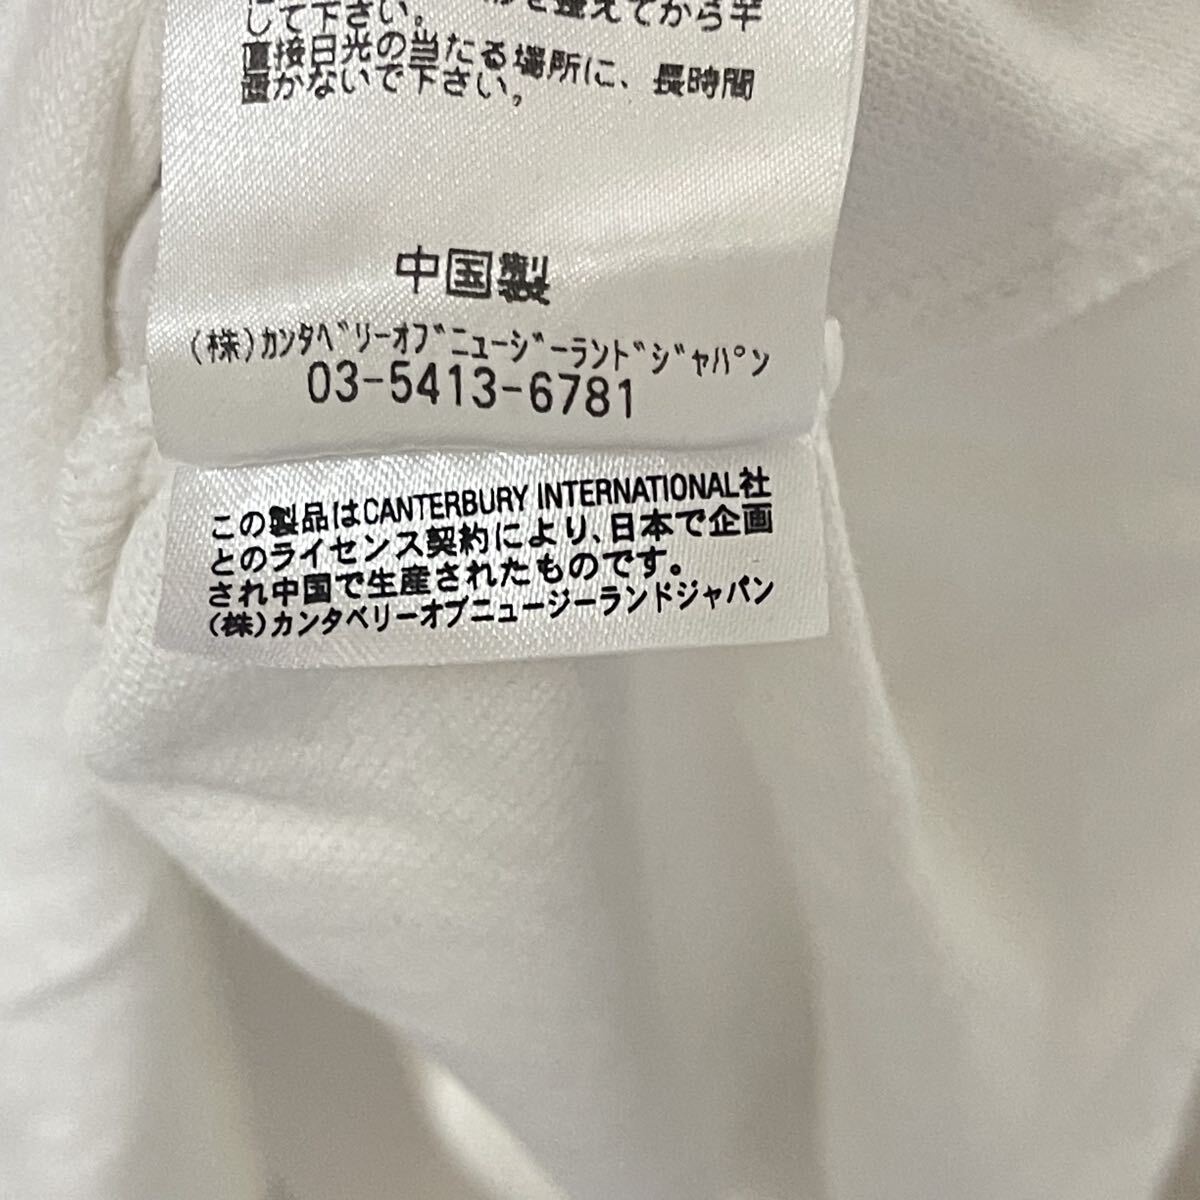 を整えてから干
して下さい。
直接日光の当たる場所に、長時間
置かないで下さい。
中国製
(株)ｶﾝﾀﾍﾞﾘｰｵﾌﾞﾆｭｰｼﾞｰﾗﾝﾄﾞｼﾞｬﾊﾟﾝ
03-5413-6781
この製品はCANTERBURY INTERNATIONAL社
とのライセンス契約により､日本で企画
され中国で生産されたものです。
(株)カンタベリーオブニュージーランドジャパン